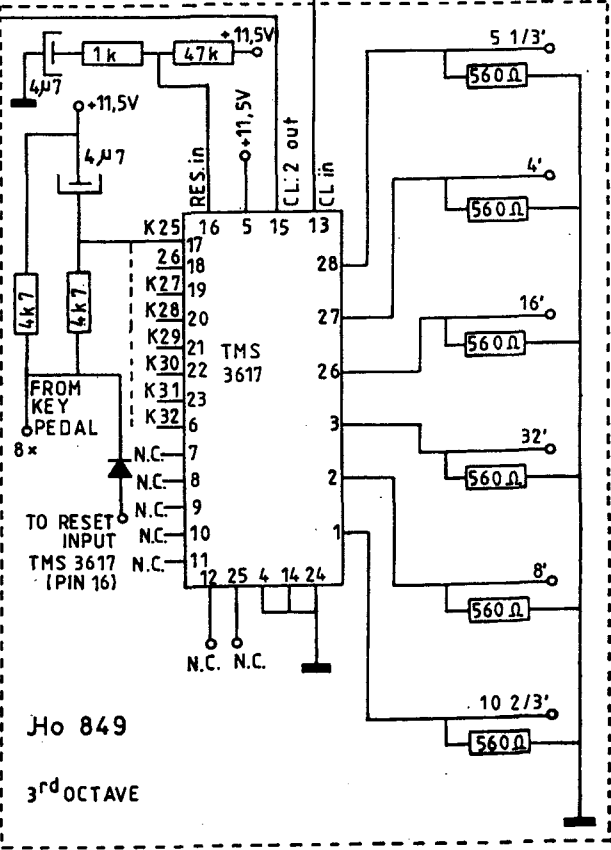 +11,5V
5 1/3'
1k
47k
4µ7
560Ω
+11,5V
4µ7
RES.in
+11,5V
CL.2 out
CL in
4'
560Ω
16 5 15 13
K25 17
26 18
K27 19
K28 20
K29 21
K30 22
K31 23
K32 6
28
27
26
3
2
1
TMS
3617
4k7
4k7
16'
560Ω
FROM
KEY
PEDAL
8x
32'
560Ω
N.C. 7
N.C. 8
N.C. 9
N.C. 10
N.C. 11
TO RESET
INPUT
TMS 3617
(PIN 16)
8'
560Ω
12 25 4 14 24
N.C. N.C.
10 2/3'
560Ω
Ho 849
3rd OCTAVE